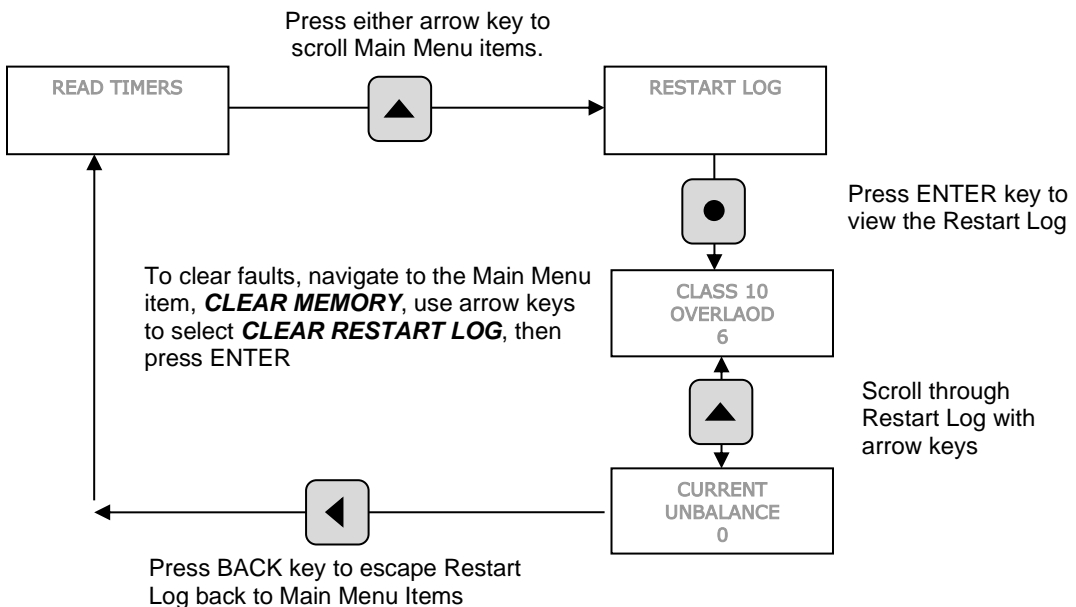 Press either arrow key to
scroll Main Menu items.
READ TIMERS
RESTART LOG
Press ENTER key to
view the Restart Log
To clear faults, navigate to the Main Menu
item, CLEAR MEMORY, use arrow keys
to select CLEAR RESTART LOG, then
press ENTER
CLASS 10
OVERLAOD
6
Scroll through
Restart Log with
arrow keys
CURRENT
UNBALANCE
0
Press BACK key to escape Restart
Log back to Main Menu Items